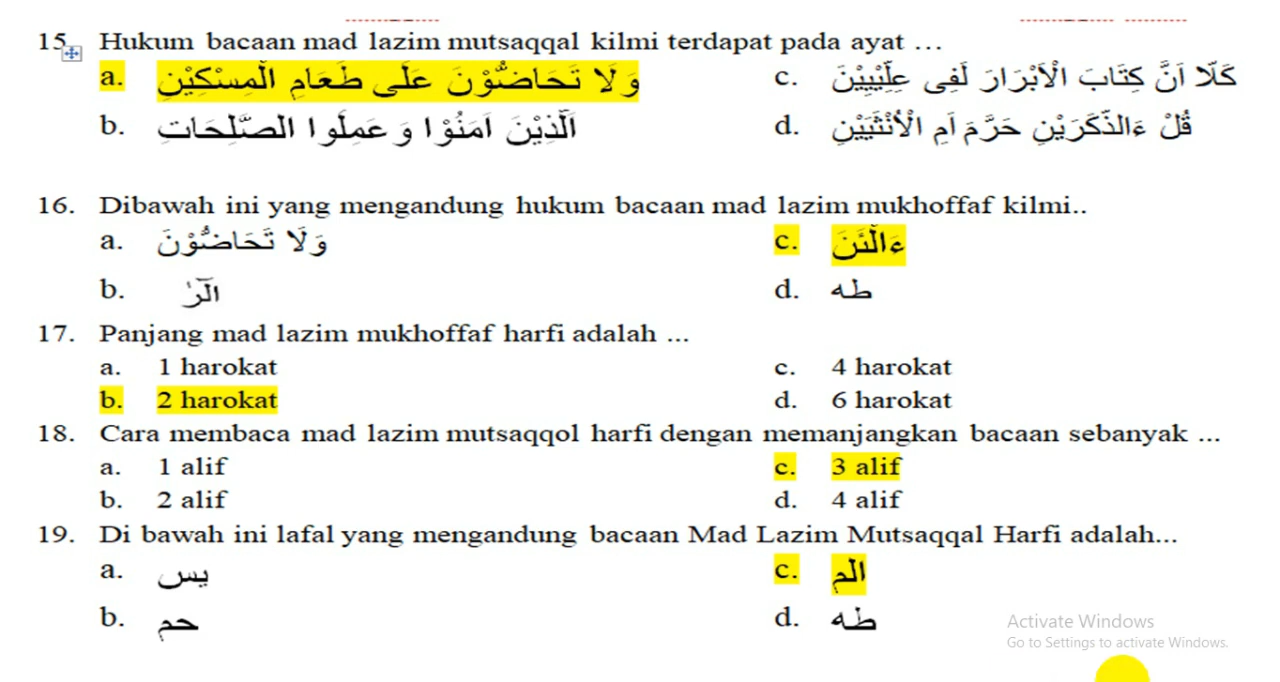 15. Hukum bacaan mad lazim mutsaqqal kilmi terdapat pada ayat …
a. وَلَا تَحَاضُّوْنَ عَلَى طَعَامِ الْمِسْكِيْنِ
c. كَلَّا اَنَّ كِتَابَ الْاَبْرَارَ لَفِى عِلِّيِّيْنَ
b. الَّذِيْنَ اَمَنُوْا وَ عَمِلُوا الصّٰلِحَاتِ
d. قُلْ ءَالذَّكَرَيْنِ حَرَّمَ اَمِ الْاُنْثَيَيْنِ
16. Dibawah ini yang mengandung hukum bacaan mad lazim mukhoffaf kilmi..
a. وَلَا تَحَاضُّوْنَ
c. ءَالْئٰنَ
b. الٓرٰ
d. طه
17. Panjang mad lazim mukhoffaf harfi adalah ...
a. 1 harokat
c. 4 harokat
b. 2 harokat
d. 6 harokat
18. Cara membaca mad lazim mutsaqqol harfi dengan memanjangkan bacaan sebanyak ...
a. 1 alif
c. 3 alif
b. 2 alif
d. 4 alif
19. Di bawah ini lafal yang mengandung bacaan Mad Lazim Mutsaqqal Harfi adalah...
a. يس
c. الم
b. حم
d. طه
Activate Windows
Go to Settings to activate Windows.